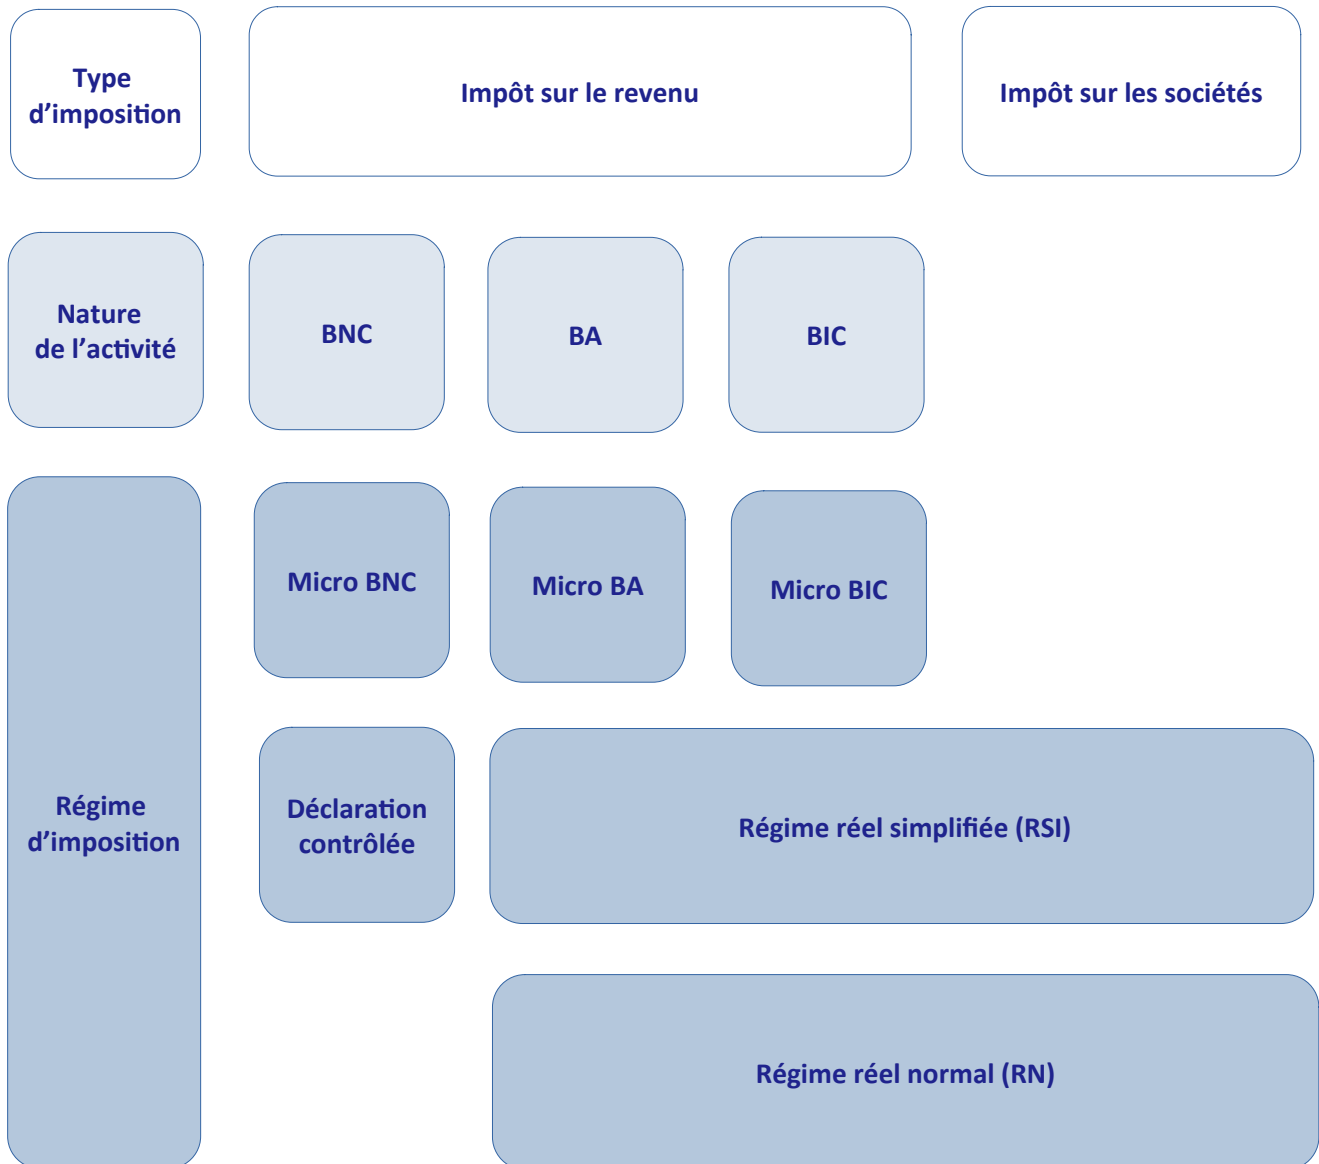 Type
d’imposition
Impôt sur le revenu
Impôt sur les sociétés
Nature
de l’activité
BNC
BA
BIC
Régime
d’imposition
Micro BNC
Micro BA
Micro BIC
Déclaration
contrôlée
Régime réel simplifiée (RSI)
Régime réel normal (RN)